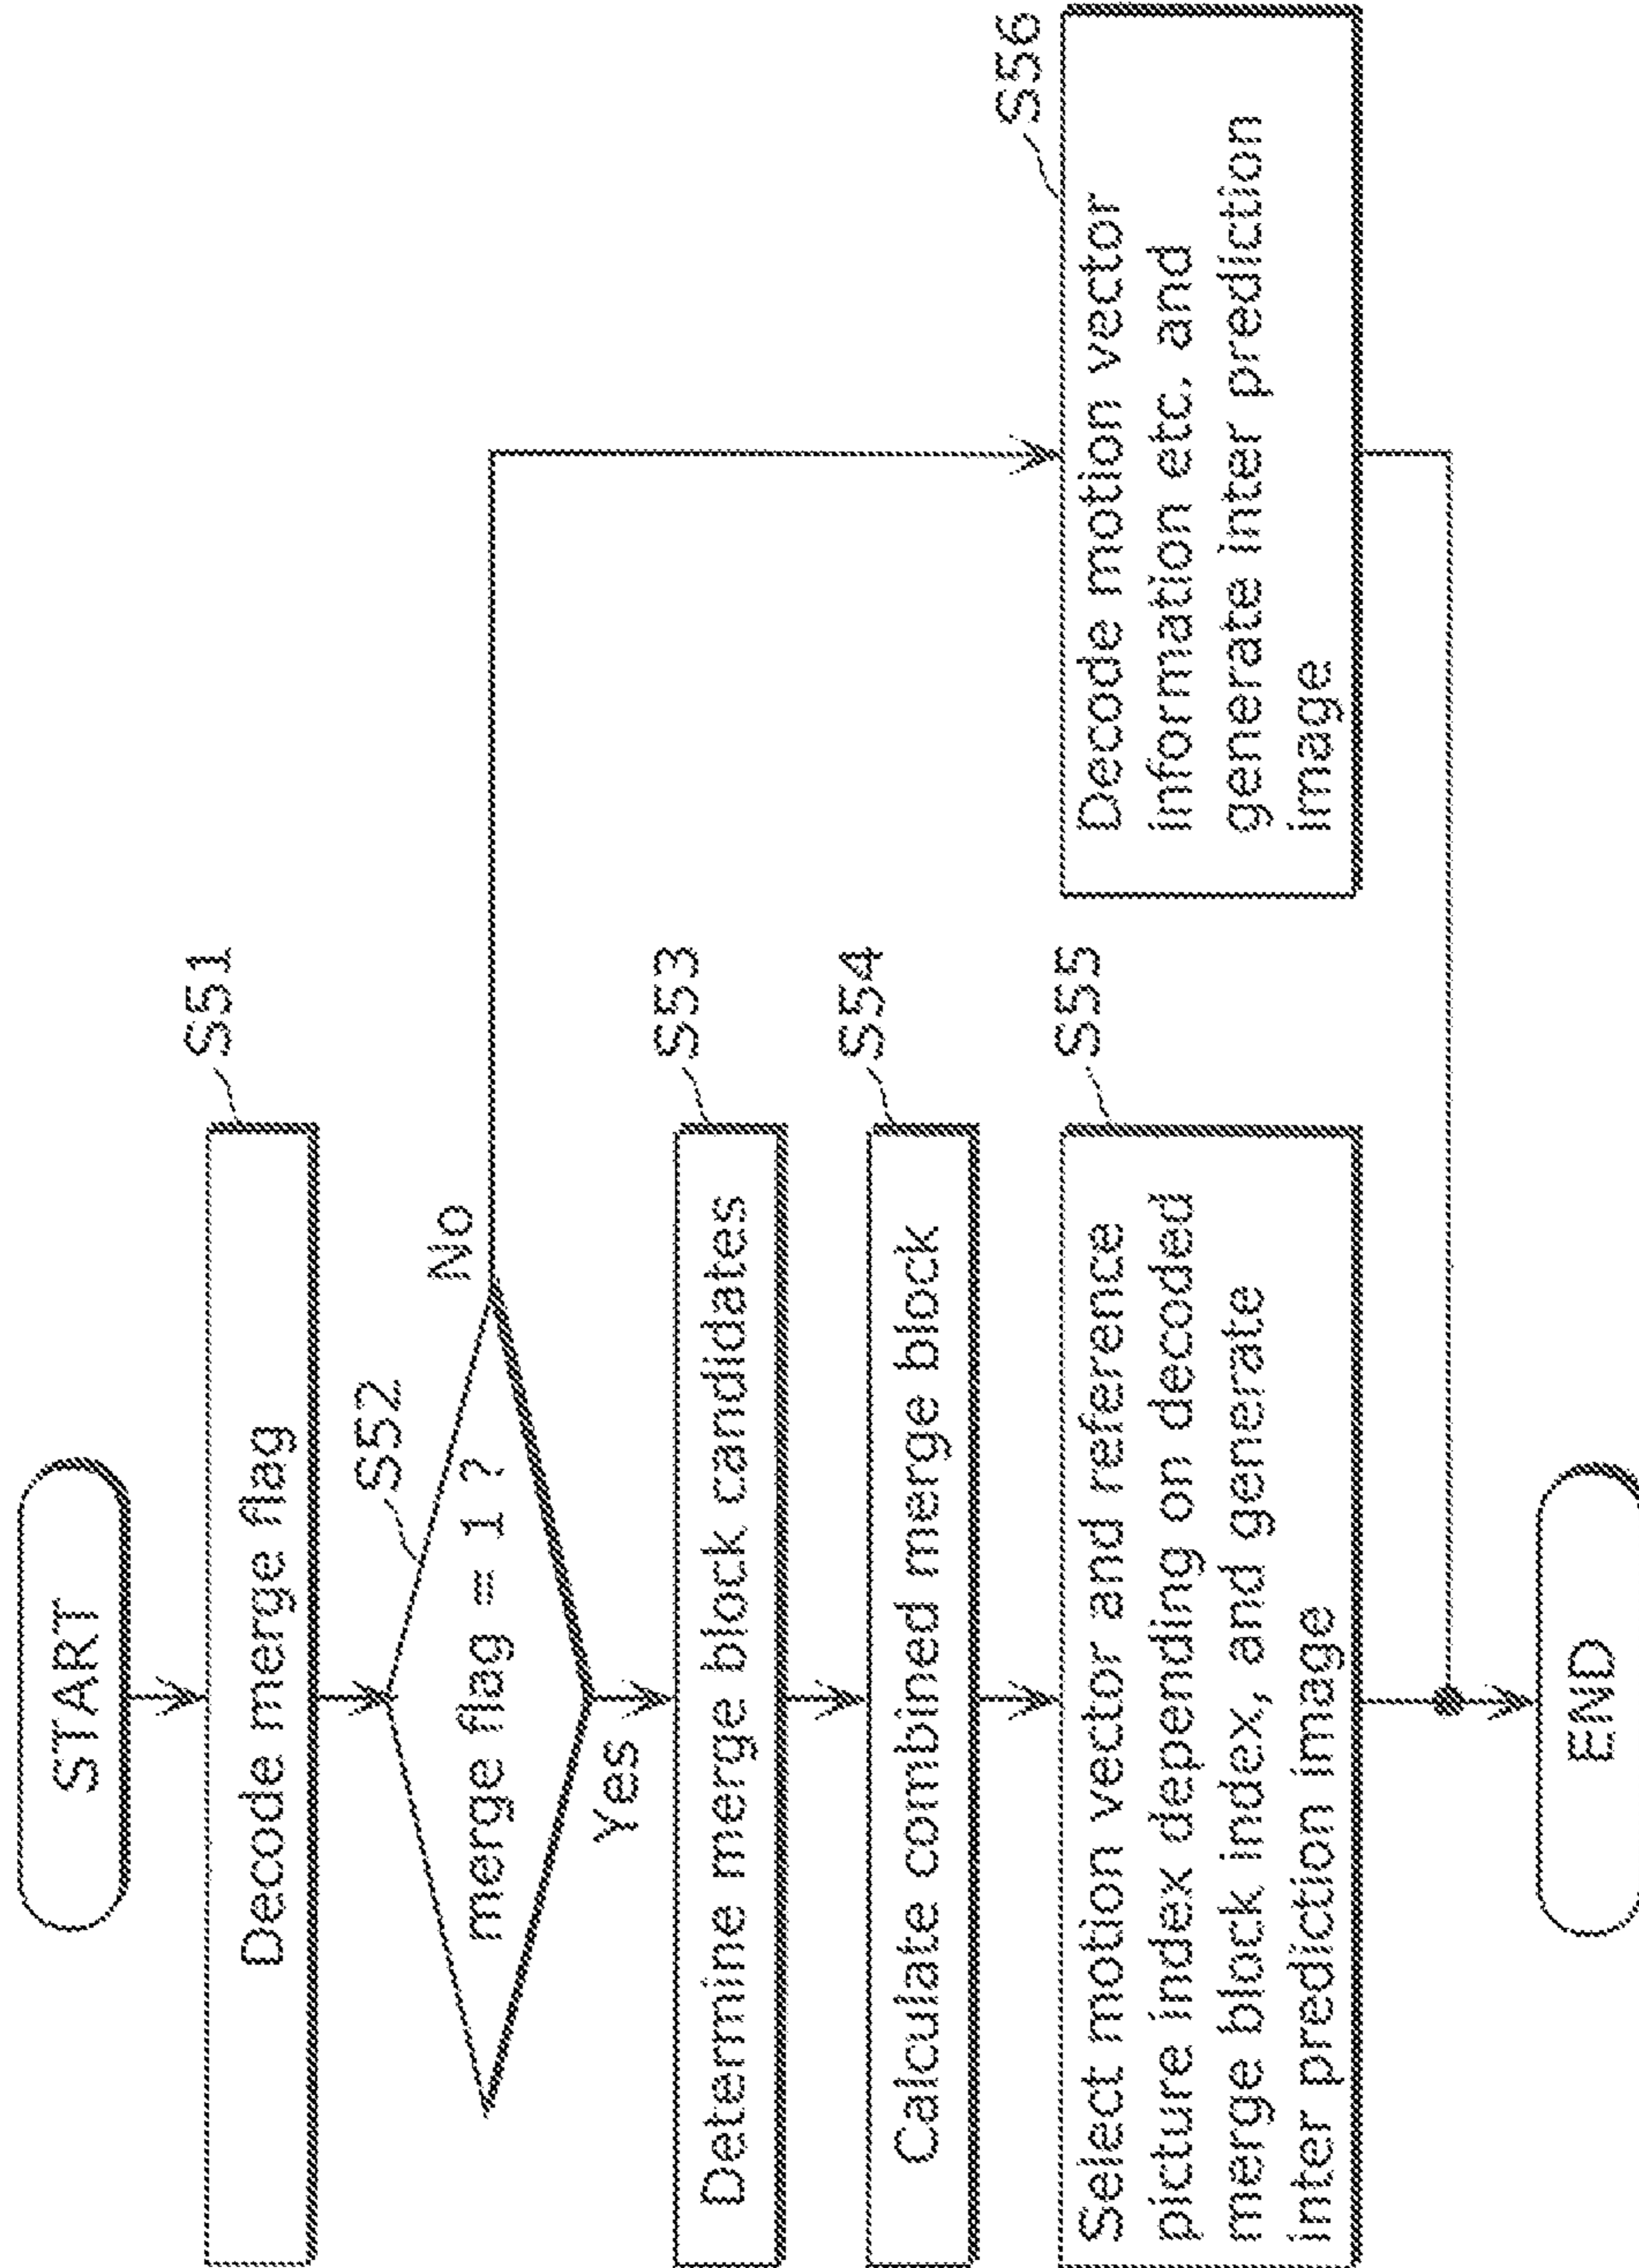 START
S51
Decode merge flag
S52
merge flag = 1 ?
No
Yes
S53
Determine merge block candidates
S54
Calculate combined merge block
S55
Select motion vector and reference
picture index depending on decoded
merge block index, and generate
inter prediction image
S56
Decode motion vector
information etc. and
generate inter prediction
image
END